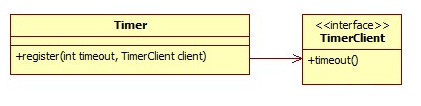 Timer
+register(int timeout, TimerClient client)
<<interface>>
TimerClient
+timeout()